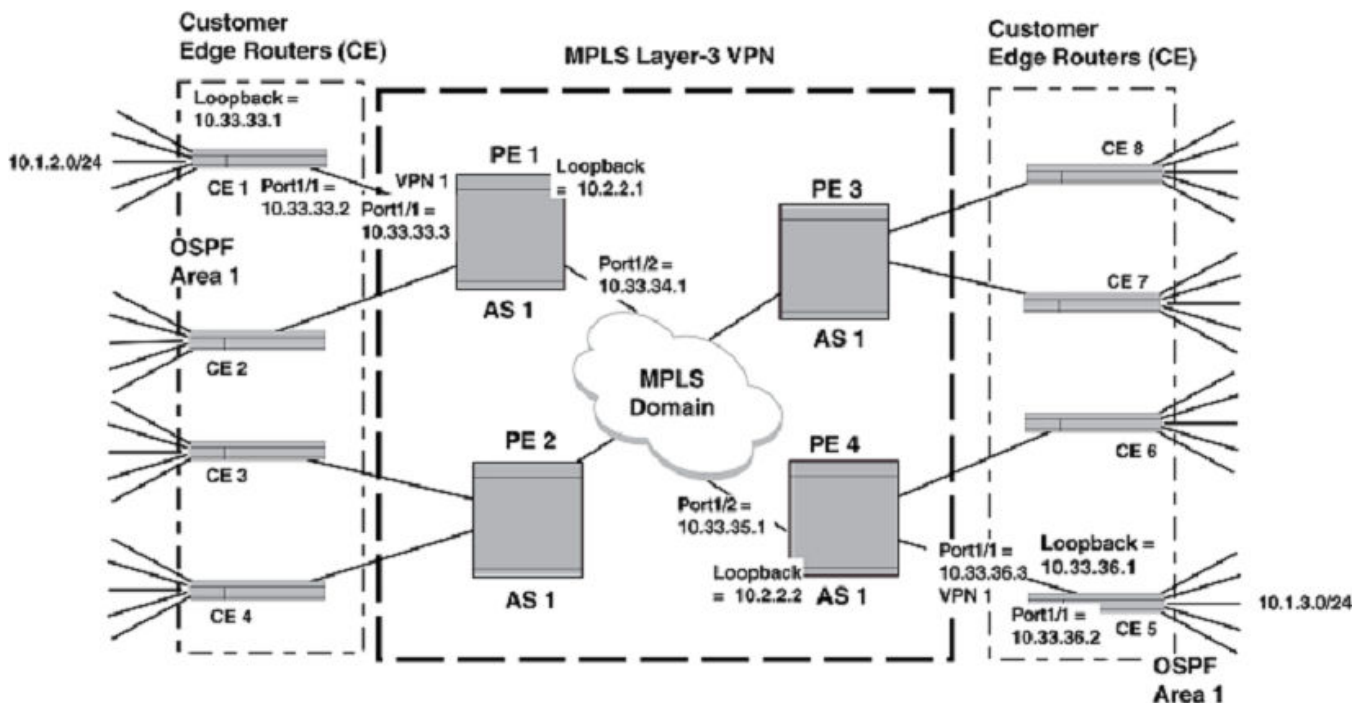 Customer
Edge Routers (CE)
MPLS Layer-3 VPN
Customer
Edge Routers (CE)
Loopback =
10.33.33.1
10.1.2.0/24
CE 1
Port1/1 =
10.33.33.2
VPN 1
Port1/1 =
10.33.33.3
PE 1
Loopback
= 10.2.2.1
AS 1
Port1/2 =
10.33.34.1
OSPF
Area 1
CE 2
CE 3
CE 4
PE 2
AS 1
MPLS
Domain
PE 3
AS 1
CE 8
CE 7
CE 6
PE 4
AS 1
Port1/2 =
10.33.35.1
Loopback
= 10.2.2.2
Port1/1 =
10.33.36.3
VPN 1
Loopback =
10.33.36.1
Port1/1 =
10.33.36.2
CE 5
10.1.3.0/24
OSPF
Area 1